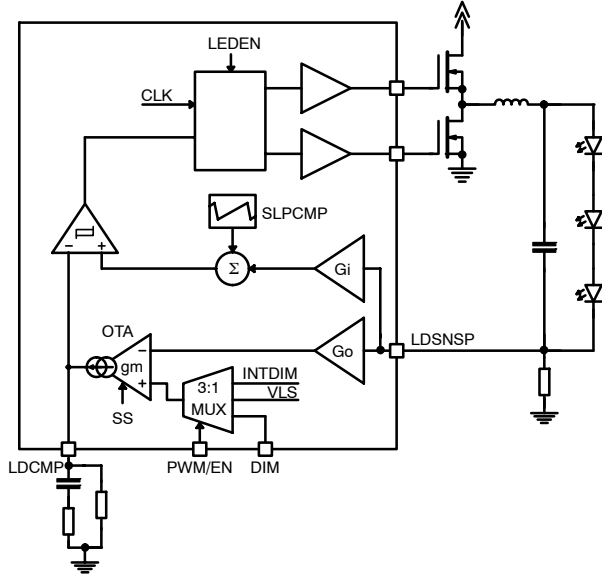 LEDEN
CLK
SLPCMP
− +
Σ
Gi
OTA
LDSNSP
−
gm
Go
+
3:1
MUX
INTDIM
VLS
SS
LDCMP
PWM/EN
DIM